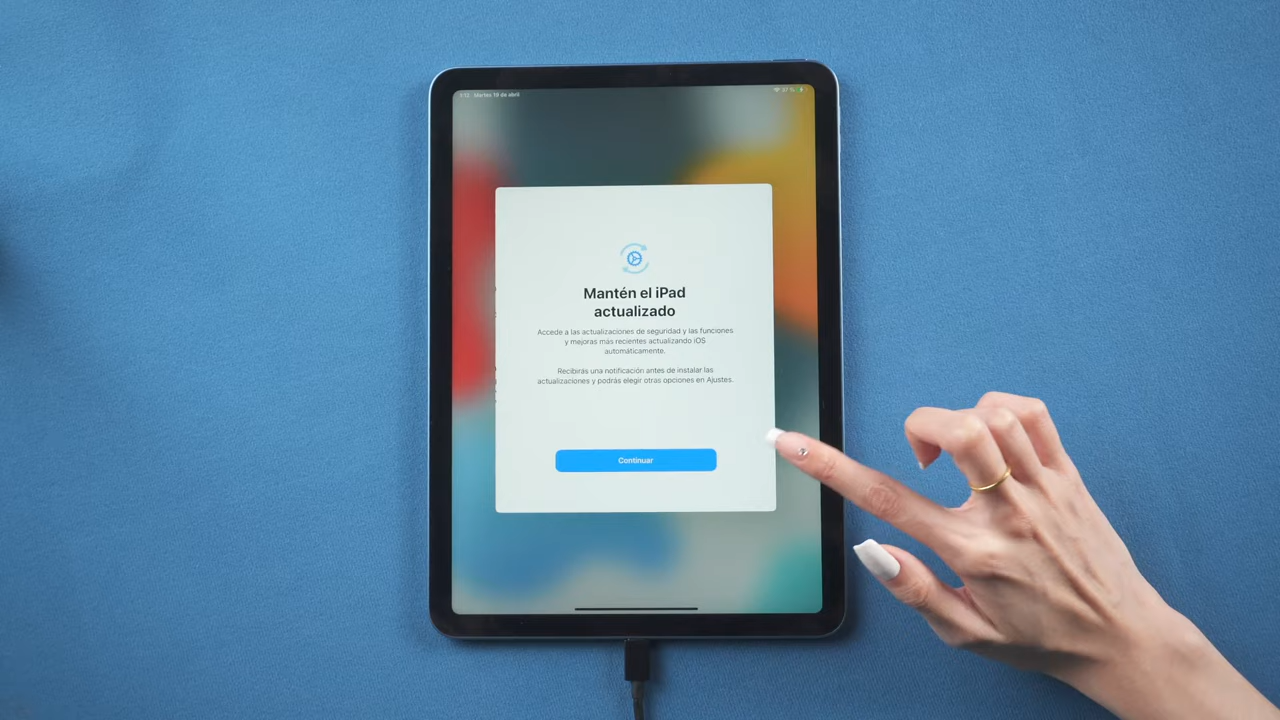 Martes 19 de abril
Mantén el iPad
actualizado
Accede a las actualizaciones de seguridad y las funciones
y mejoras más recientes actualizando iOS
automáticamente.
Recibirás una notificación antes de instalar las
actualizaciones y podrás elegir otras opciones en Ajustes.
Continuar